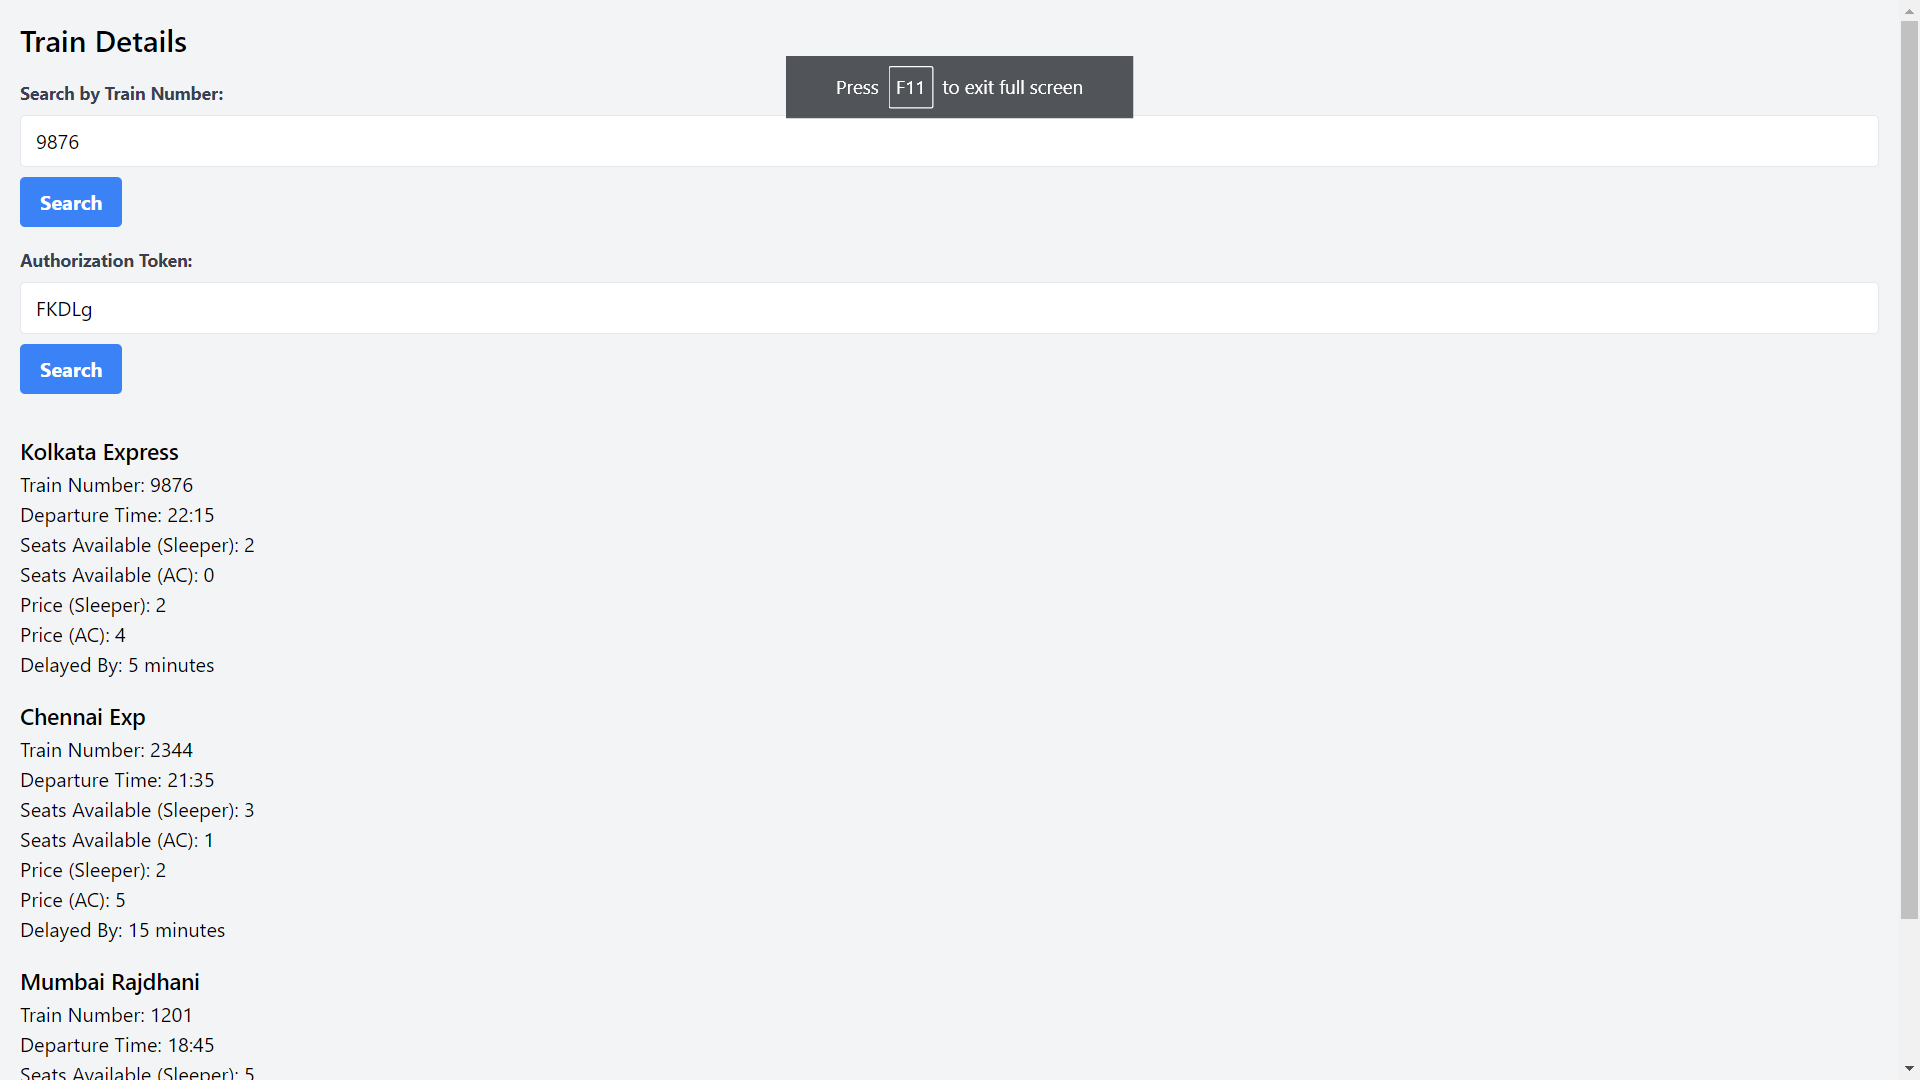 Train Details
Press F11 to exit full screen
Search by Train Number:
9876
Search
Authorization Token:
FKDLg
Search
Kolkata Express
Train Number: 9876
Departure Time: 22:15
Seats Available (Sleeper): 2
Seats Available (AC): 0
Price (Sleeper): 2
Price (AC): 4
Delayed By: 5 minutes
Chennai Exp
Train Number: 2344
Departure Time: 21:35
Seats Available (Sleeper): 3
Seats Available (AC): 1
Price (Sleeper): 2
Price (AC): 5
Delayed By: 15 minutes
Mumbai Rajdhani
Train Number: 1201
Departure Time: 18:45
Seats Available (Sleeper): 5